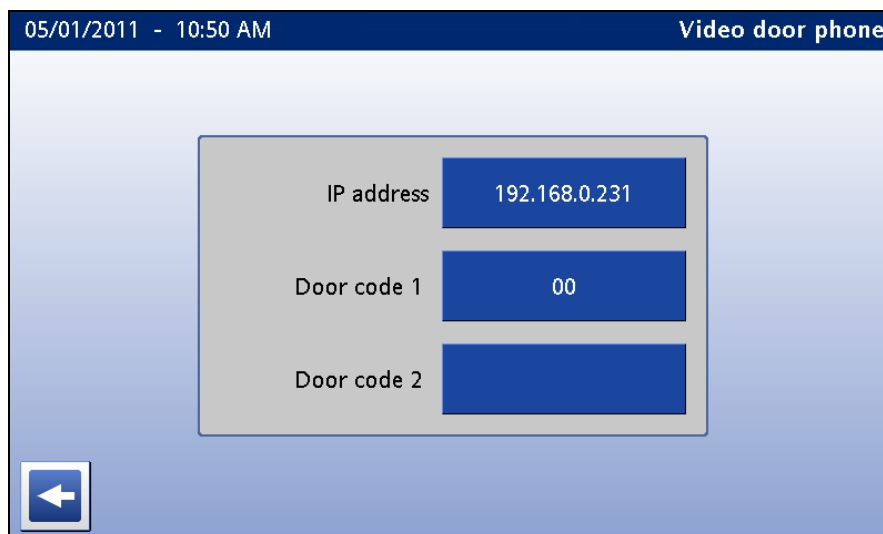 05/01/2011 - 10:50 AM Video door phone
IP address 192.168.0.231
Door code 1 00
Door code 2